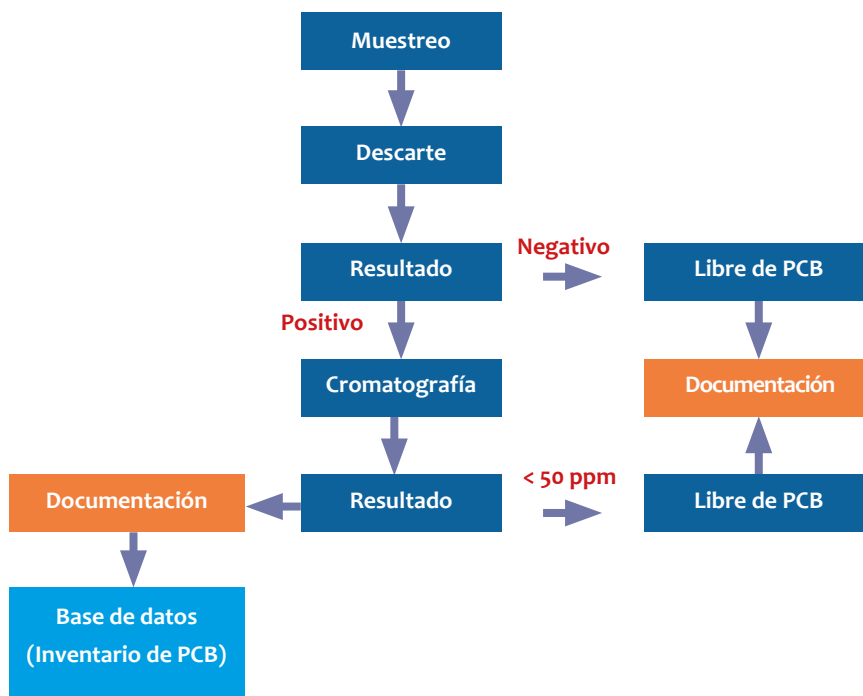 Muestreo
Descarte
Negativo
Resultado
Libre de PCB
Positivo
Cromatografía
Documentación
< 50 ppm
Documentación
Resultado
Libre de PCB
Base de datos
(Inventario de PCB)